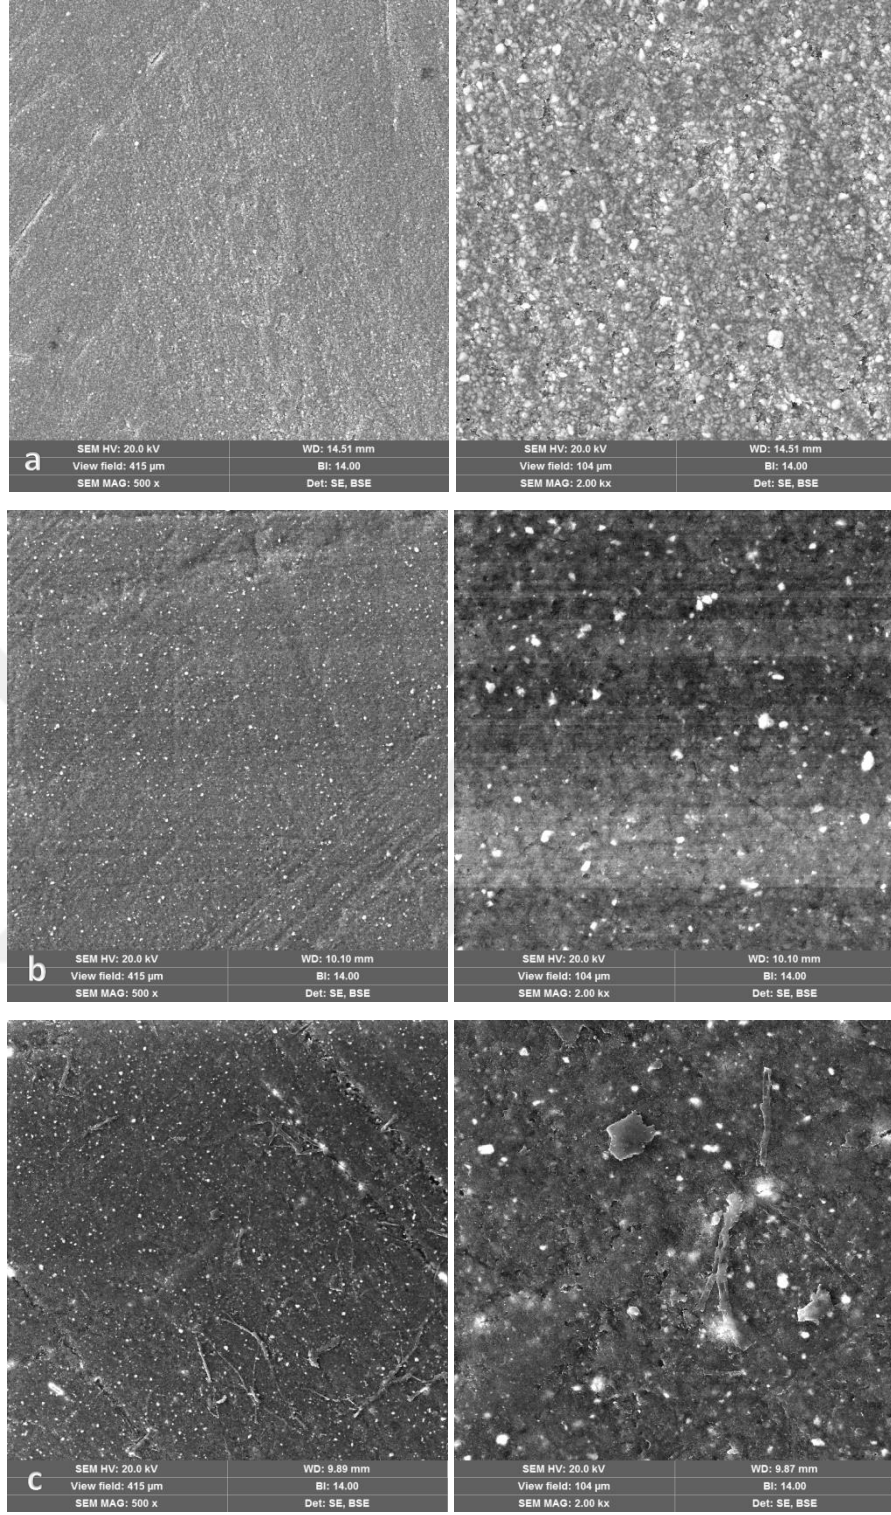 a
SEM HV: 20.0 kV WD: 14.51 mm
View field: 415 µm BI: 14.00
SEM MAG: 500 x Det: SE, BSE
SEM HV: 20.0 kV WD: 14.51 mm
View field: 104 µm BI: 14.00
SEM MAG: 2.00 kx Det: SE, BSE
b
SEM HV: 20.0 kV WD: 10.10 mm
View field: 415 µm BI: 14.00
SEM MAG: 500 x Det: SE, BSE
SEM HV: 20.0 kV WD: 10.10 mm
View field: 104 µm BI: 14.00
SEM MAG: 2.00 kx Det: SE, BSE
c
SEM HV: 20.0 kV WD: 9.89 mm
View field: 415 µm BI: 14.00
SEM MAG: 500 x Det: SE, BSE
SEM HV: 20.0 kV WD: 9.87 mm
View field: 104 µm BI: 14.00
SEM MAG: 2.00 kx Det: SE, BSE